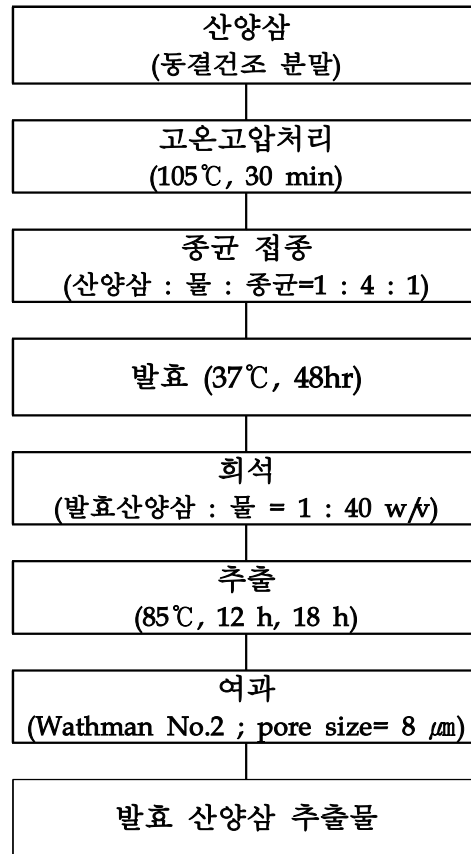 산양삼
(동결건조 분말)
고온고압처리
(105℃, 30 min)
종균 접종
(산양삼 : 물 : 종균=1 : 4 : 1)
발효 (37℃, 48hr)
희석
(발효산양삼 : 물 = 1 : 40 w/v)
추출
(85℃, 12 h, 18 h)
여과
(Wathman No.2 ; pore size= 8 ㎛)
발효 산양삼 추출물